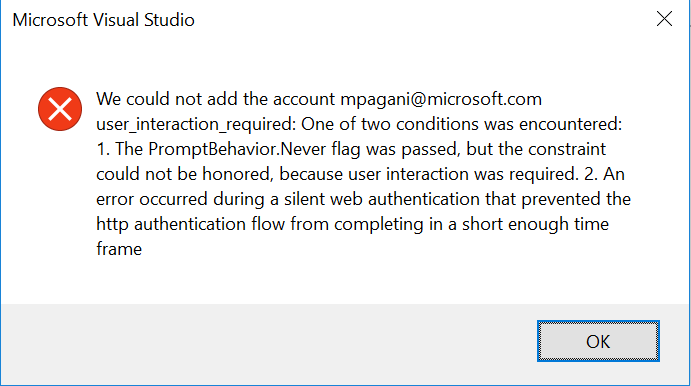 Microsoft Visual Studio
We could not add the account mpagani@microsoft.com
user_interaction_required: One of two conditions was encountered:
1. The PromptBehavior.Never flag was passed, but the constraint
could not be honored, because user interaction was required. 2. An
error occurred during a silent web authentication that prevented the
http authentication flow from completing in a short enough time
frame
OK